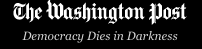 The Washington Post
Democracy Dies in Darkness